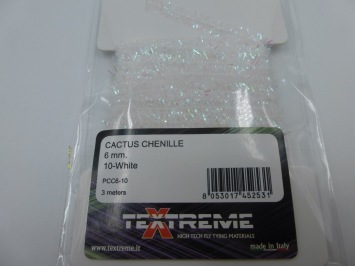 CACTUS CHENILLE
6 mm.
10-White
PCC6-10
3 meters
8 053017 452531
TEXTREME
HIGH TECH FLY TYING MATERIALS
www.textreme.it
made in Italy